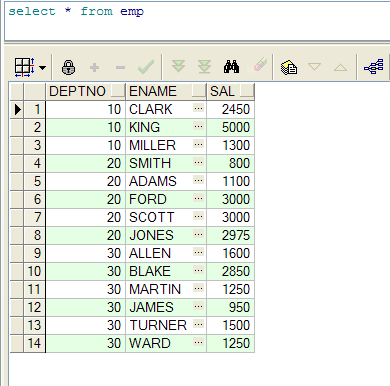 select * from emp
DEPTNO ENAME SAL
1 10 CLARK ... 2450
2 10 KING ... 5000
3 10 MILLER ... 1300
4 20 SMITH ... 800
5 20 ADAMS ... 1100
6 20 FORD ... 3000
7 20 SCOTT ... 3000
8 20 JONES ... 2975
9 30 ALLEN ... 1600
10 30 BLAKE ... 2850
11 30 MARTIN ... 1250
12 30 JAMES ... 950
13 30 TURNER ... 1500
14 30 WARD ... 1250